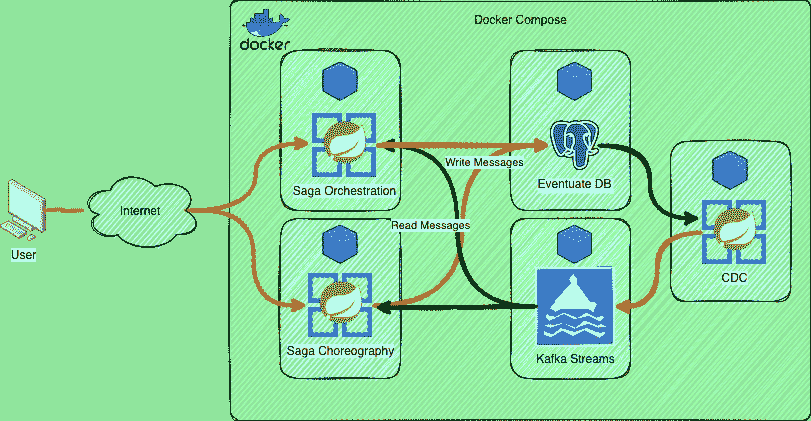 Docker Compose
docker
Saga Orchestration
Write Messages
Eventuate DB
Internet
User
Read Messages
CDC
Saga Choreography
Kafka Streams